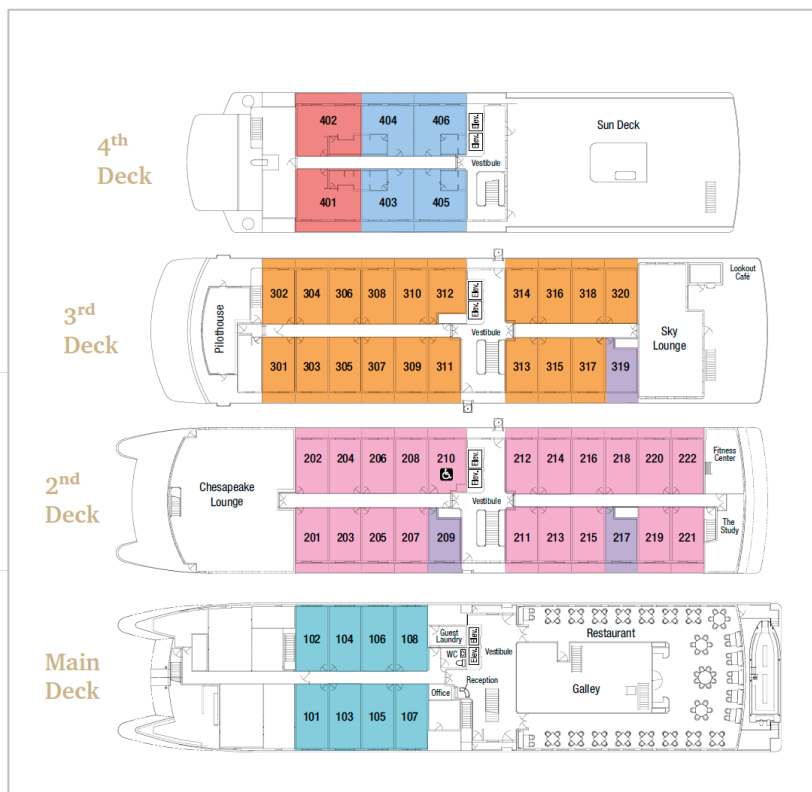 4th
Deck
402 404 406
Elev.
Elev.
Vestibule
Sun Deck
401 403 405
3rd
Deck
Pilothouse
302 304 306 308 310 312
Elev.
Elev.
314 316 318 320
Lookout
Café
Vestibule
Sky
Lounge
301 303 305 307 309 311
313 315 317 319
2nd
Deck
Chesapeake
Lounge
202 204 206 208 210
Elev.
Elev.
212 214 216 218 220 222
Fitness
Center
Vestibule
The
Study
201 203 205 207 209
211 213 215 217 219 221
Main
Deck
102 104 106 108
Guest
Laundry
Elev.
Elev.
WC
Vestibule
Restaurant
Reception
Galley
Office
101 103 105 107